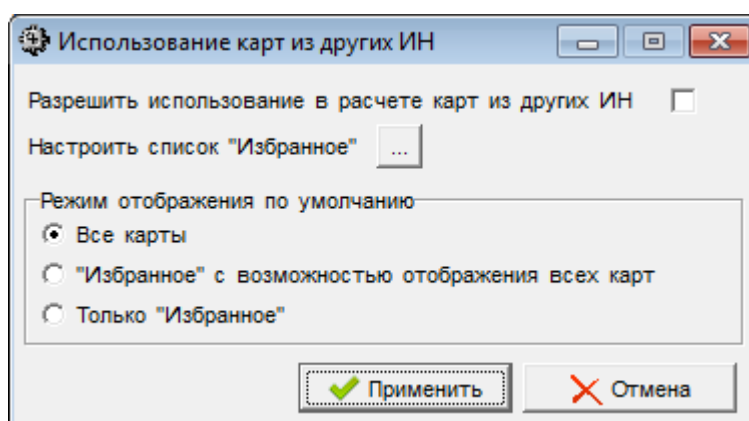 Использование карт из других ИН
Разрешить использование в расчете карт из других ИН
Настроить список "Избранное" ...
Режим отображения по умолчанию
Все карты
"Избранное" с возможностью отображения всех карт
Только "Избранное"
Применить Отмена